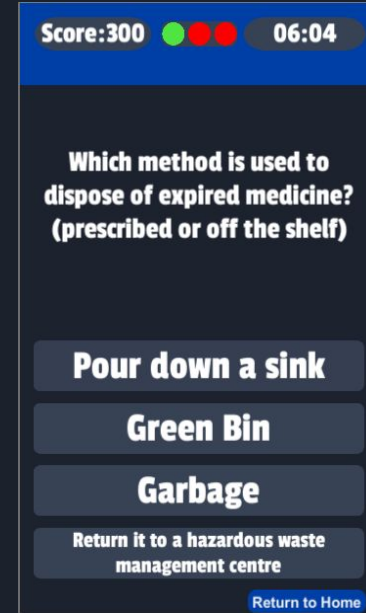 Score:300 06:04
Which method is used to
dispose of expired medicine?
(prescribed or off the shelf)
Pour down a sink
Green Bin
Garbage
Return it to a hazardous waste
management centre
Return to Home